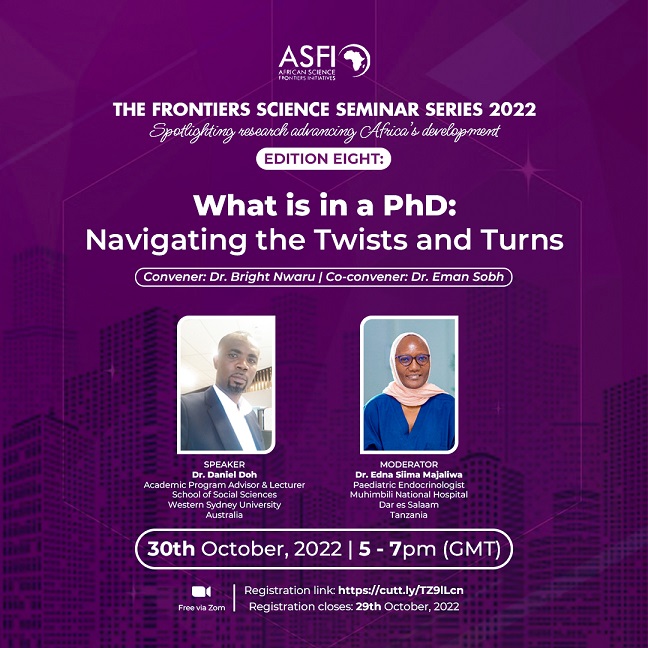 ASFI
AFRICAN SCIENCE
FRONTIERS INITIATIVES
THE FRONTIERS SCIENCE SEMINAR SERIES 2022
Spotlighting research advancing Africa's development
EDITION EIGHT:
What is in a PhD:
Navigating the Twists and Turns
Convener: Dr. Bright Nwaru | Co-convener: Dr. Eman Sobh
SPEAKER
Dr. Daniel Doh
Academic Program Advisor & Lecturer
School of Social Sciences
Western Sydney University
Australia
MODERATOR
Dr. Edna Siima Majaliwa
Paediatric Endocrinologist
Muhimbili National Hospital
Dar es Salaam
Tanzania
30th October, 2022 | 5 - 7pm (GMT)
Free via Zom
Registration link: https://cutt.ly/TZ9lLcn
Registration closes: 29th October, 2022